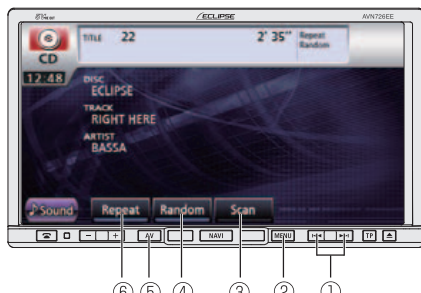 ECLIPSE AVN726EE
TITLE 22 2' 35" Repeat
Random
CD
12:48
DISC
ECLIPSE
TRACK
RIGHT HERE
ARTIST
BASSA
♪Sound Repeat Random Scan
- + AV NAVI MENU TP
⑥ ⑤ ④ ③ ② ①